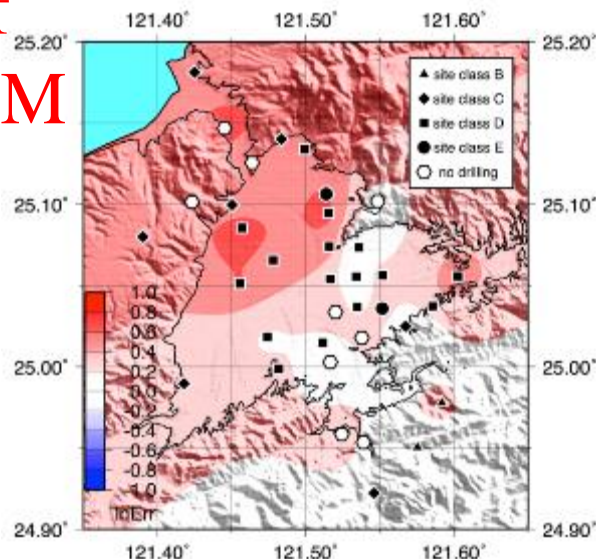 121.40° 121.50° 121.60°
25.20° 25.20°
M
site class B
site class C
site class D
site class E
no drilling
25.10° 25.10°
1.0
0.8
0.6
0.4
0.2
0.0
-0.2
-0.4
-0.6
-0.8
-1.0
25.00° 25.00°
24.90° 24.90°
121.40° 121.50° 121.60°